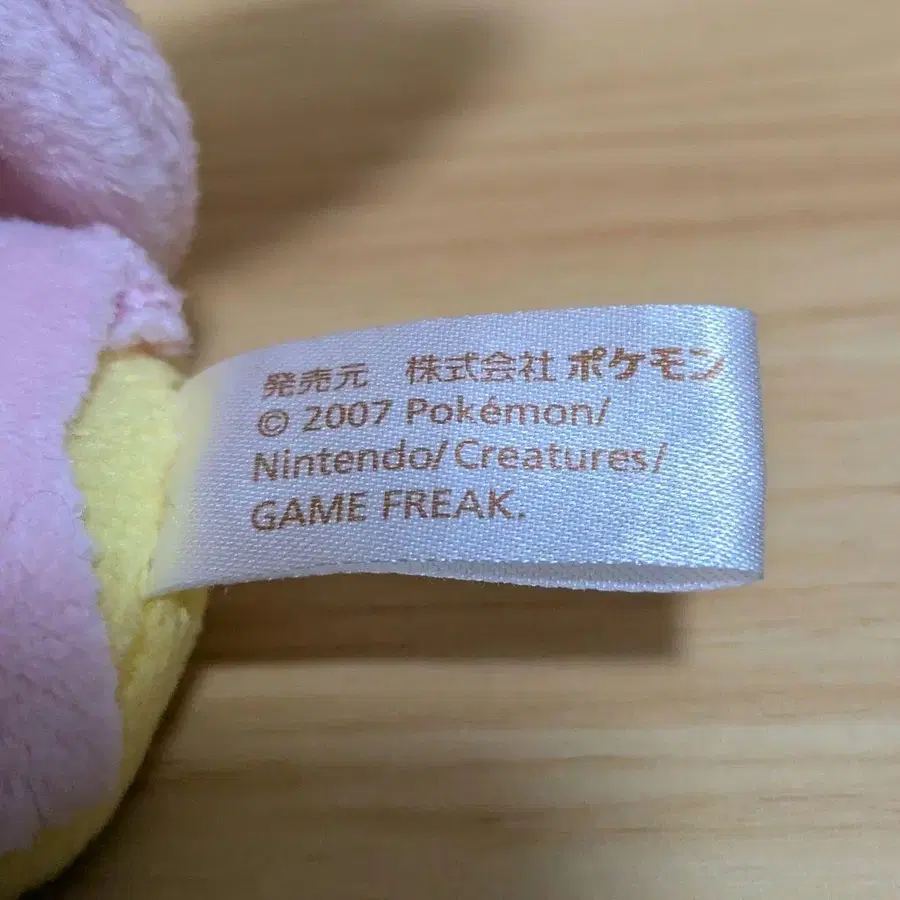 発売元　株式会社 ポケモン
© 2007 Pokémon/
Nintendo/Creatures/
GAME FREAK.